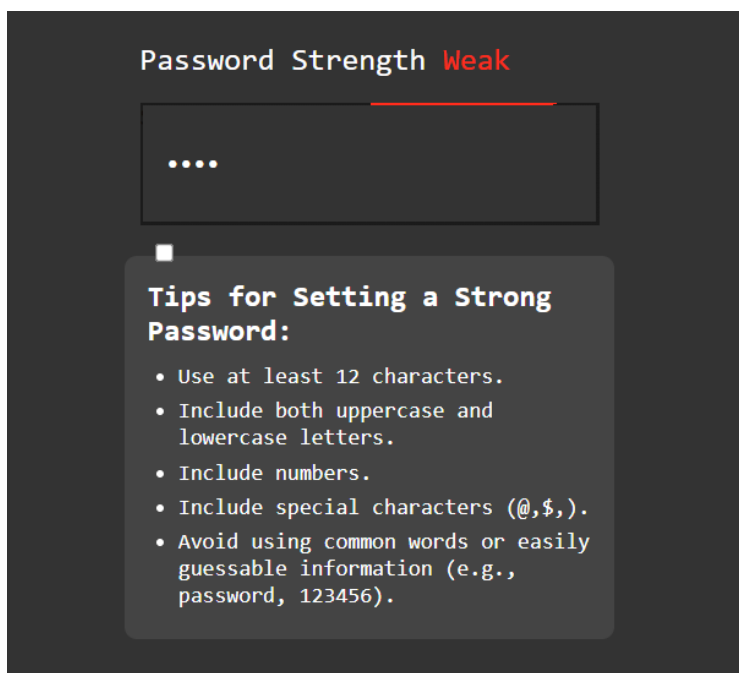 Password Strength Weak
••••
Tips for Setting a Strong
Password:
• Use at least 12 characters.
• Include both uppercase and
lowercase letters.
• Include numbers.
• Include special characters (@,$,).
• Avoid using common words or easily
guessable information (e.g.,
password, 123456).